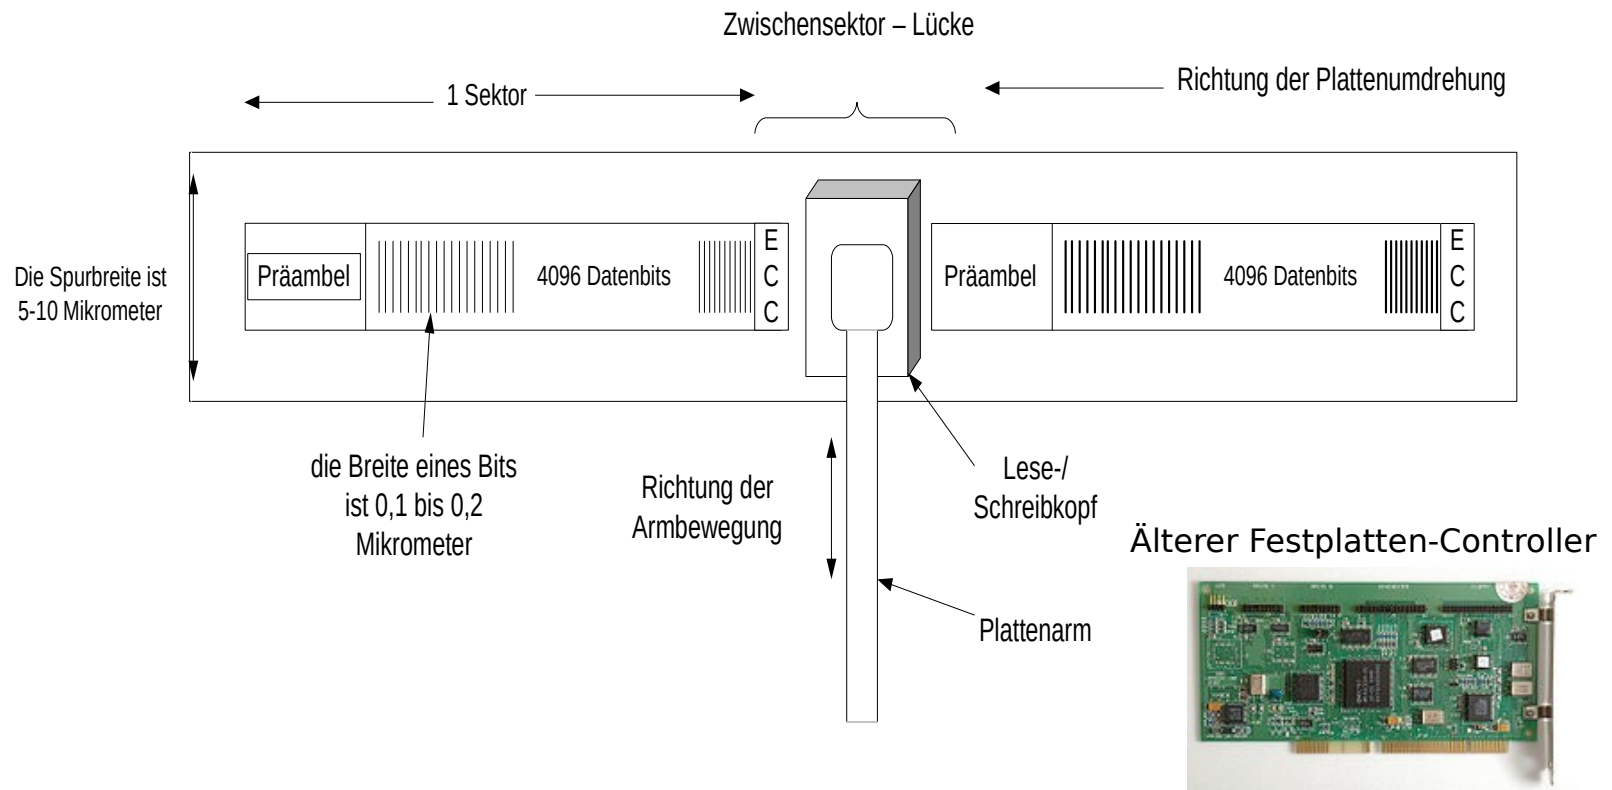 Zwischensektor – Lücke
1 Sektor
Richtung der Plattenumdrehung
Die Spurbreite ist
5-10 Mikrometer
Präambel
4096 Datenbits
E
C
C
Präambel
4096 Datenbits
E
C
C
die Breite eines Bits
ist 0,1 bis 0,2
Mikrometer
Richtung der
Armbewegung
Lese-/
Schreibkopf
Plattenarm
Älterer Festplatten-Controller